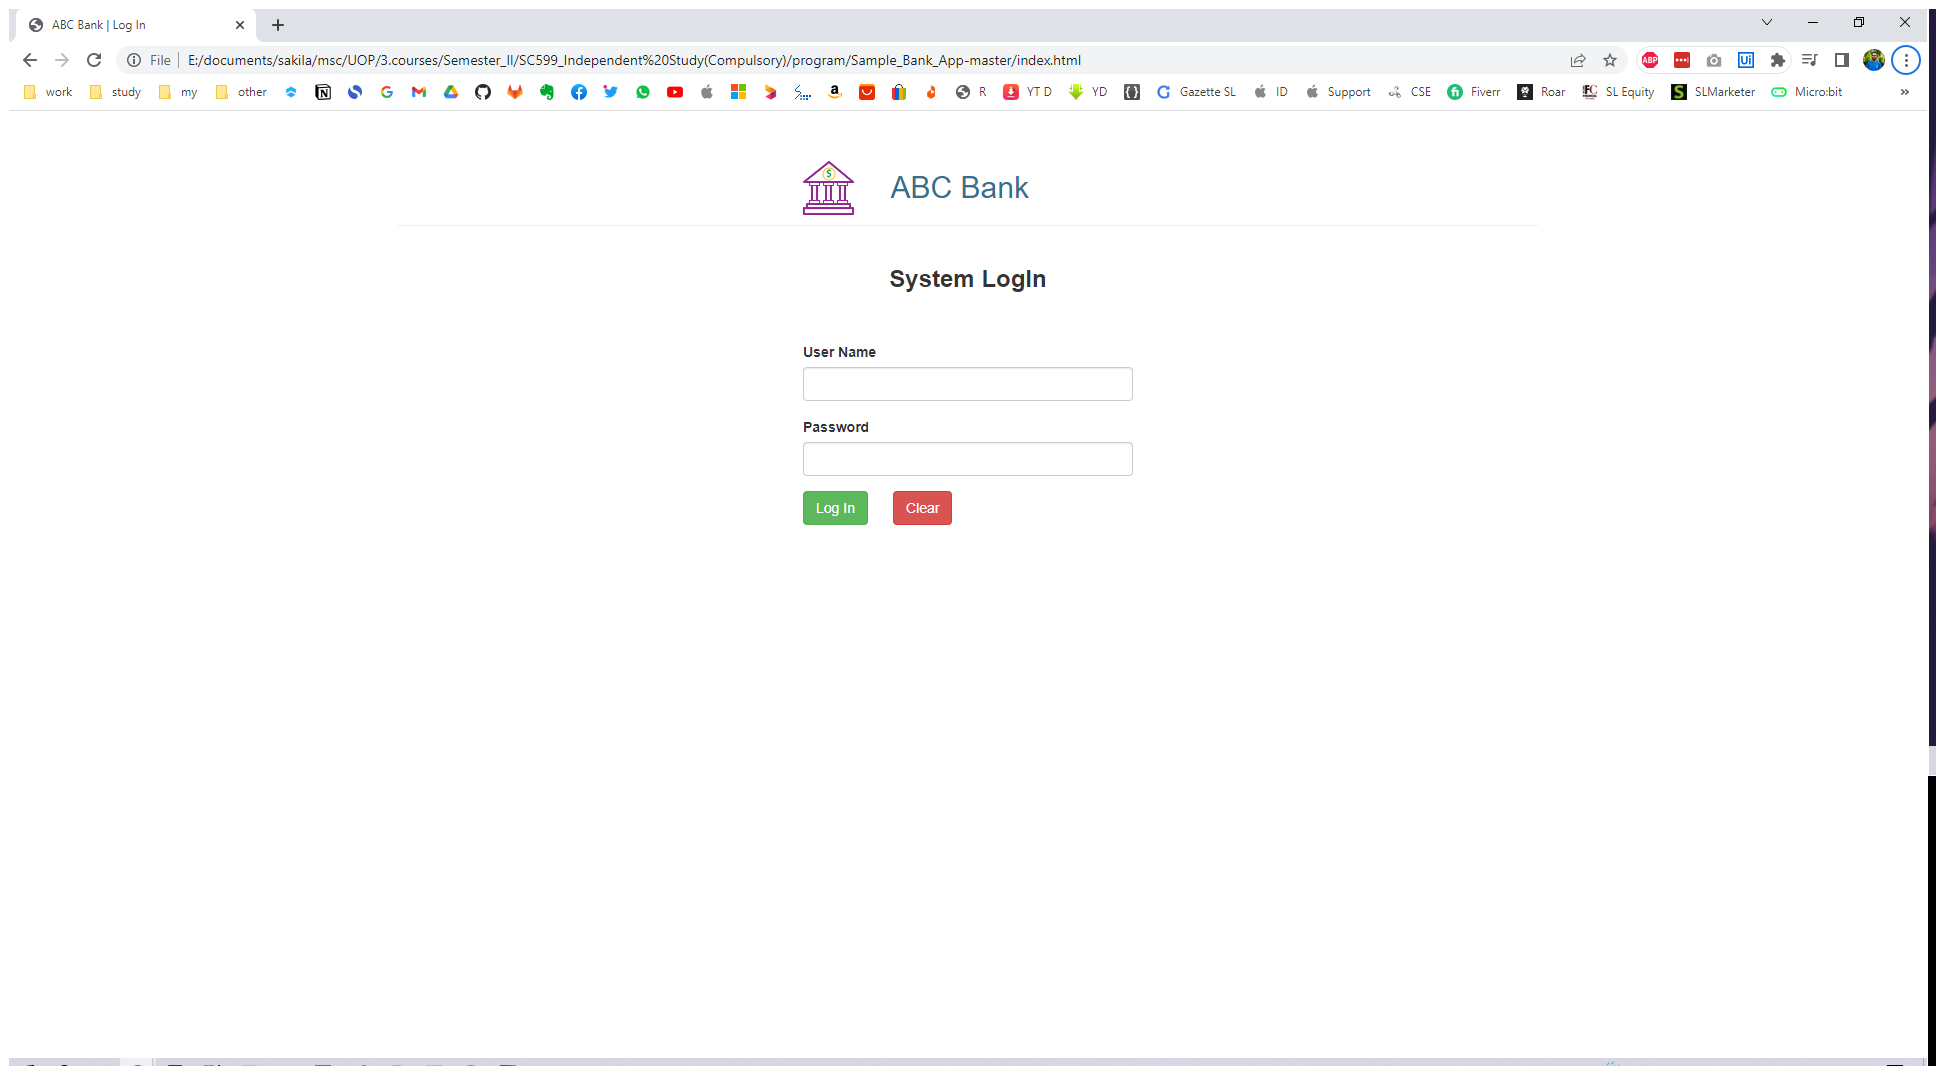 ABC Bank | Log In
File E:/documents/sakila/msc/UOP/3.courses/Semester_II/SC599_Independent%20Study(Compulsory)/program/Sample_Bank_App-master/index.html ABP Ui
work study my other R YT D YD Gazette SL ID Support CSE Fiverr Roar SL Equity SLMarketer Micro:bit »
ABC Bank
System LogIn
User Name
Password
Log In Clear